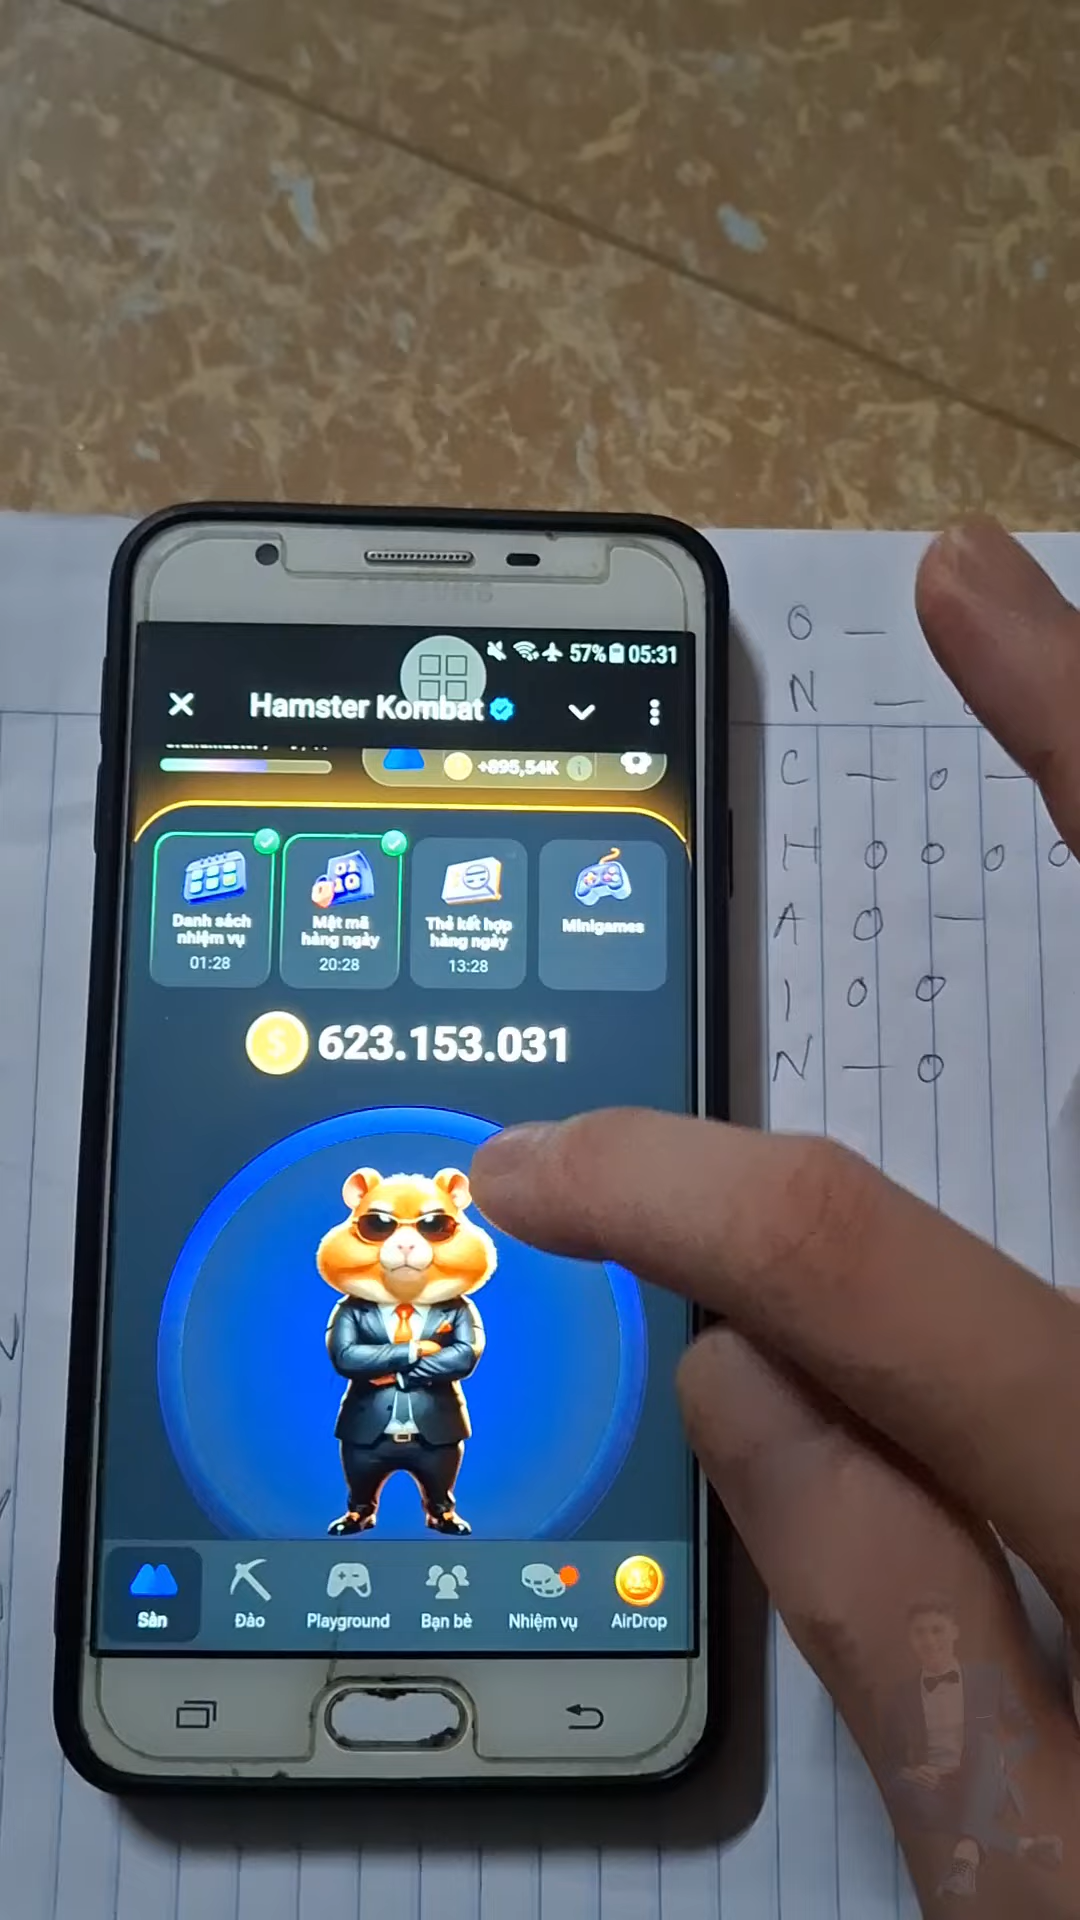 57% 05:31
Hamster Kombat
+895,54K
Danh sách nhiệm vụ
01:28
Mật mã hàng ngày
20:28
Thẻ kết hợp hàng ngày
13:28
Minigames
623.153.031
Sàn
Đào
Playground
Bạn bè
Nhiệm vụ
AirDrop
O —
N —
C — o —
H o o o o
A o —
I o o
N — o